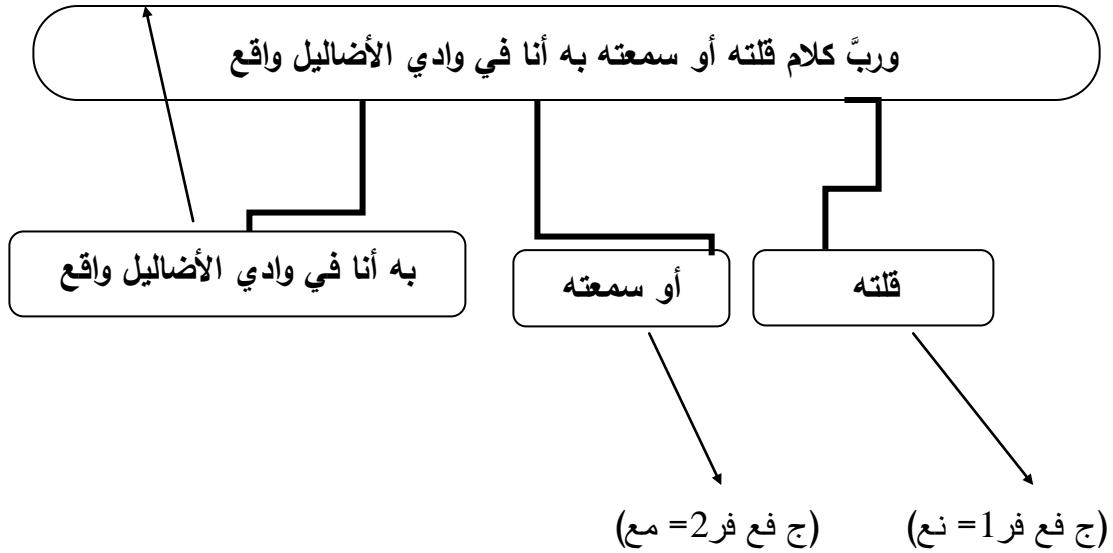 وربَّ كلام قلته أو سمعته به أنا في وادي الأضاليل واقع
قلته
أو سمعته
به أنا في وادي الأضاليل واقع
(ج فع فر1= نع)
(ج فع فر2= مع)